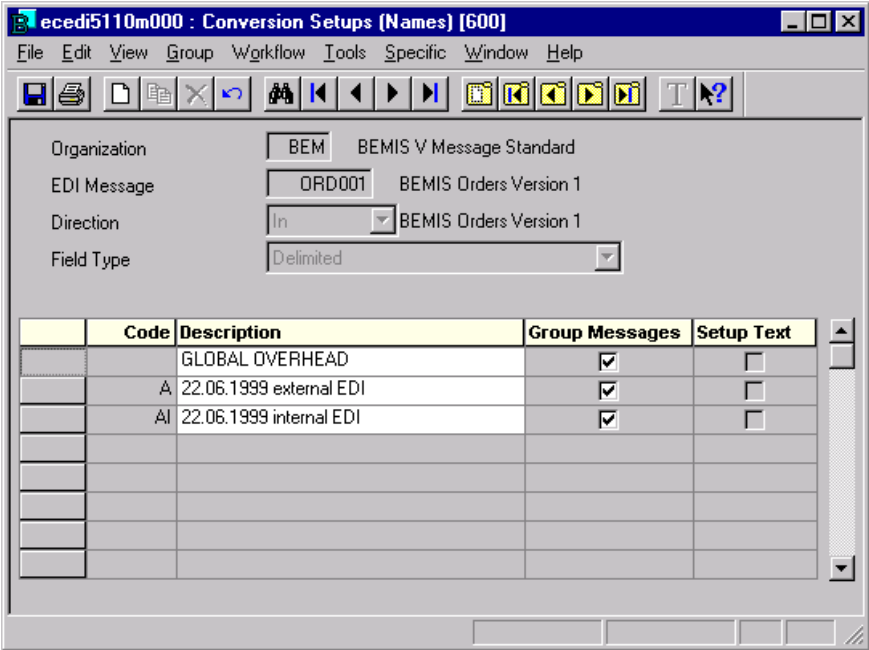 ecedi5110m000 : Conversion Setups (Names) [600]
File Edit View Group Workflow Tools Specific Window Help
Organization BEM BEMIS V Message Standard
EDI Message ORD001 BEMIS Orders Version 1
Direction In BEMIS Orders Version 1
Field Type Delimited
Code Description Group Messages Setup Text
GLOBAL OVERHEAD
A 22.06.1999 external EDI
AI 22.06.1999 internal EDI